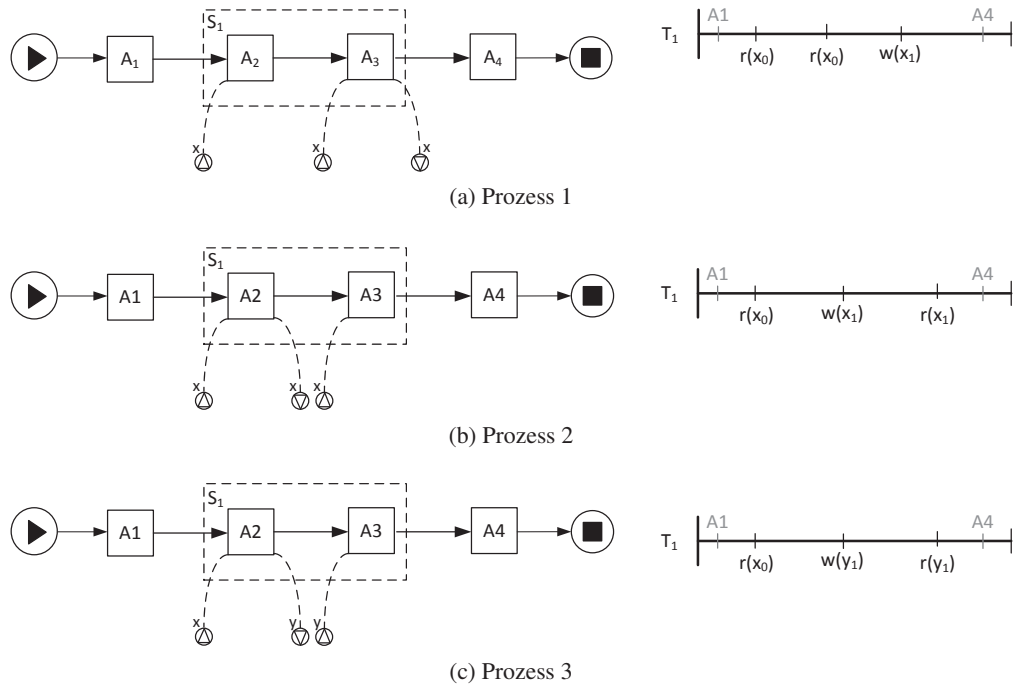 S₁
A₁
A₂
A₃
A₄
x
x
x
A1
A4
T₁
r(x₀)
r(x₀)
w(x₁)
(a) Prozess 1
S₁
A1
A2
A3
A4
x
x
x
A1
A4
T₁
r(x₀)
w(x₁)
r(x₁)
(b) Prozess 2
S₁
A1
A2
A3
A4
x
y
y
A1
A4
T₁
r(x₀)
w(y₁)
r(y₁)
(c) Prozess 3